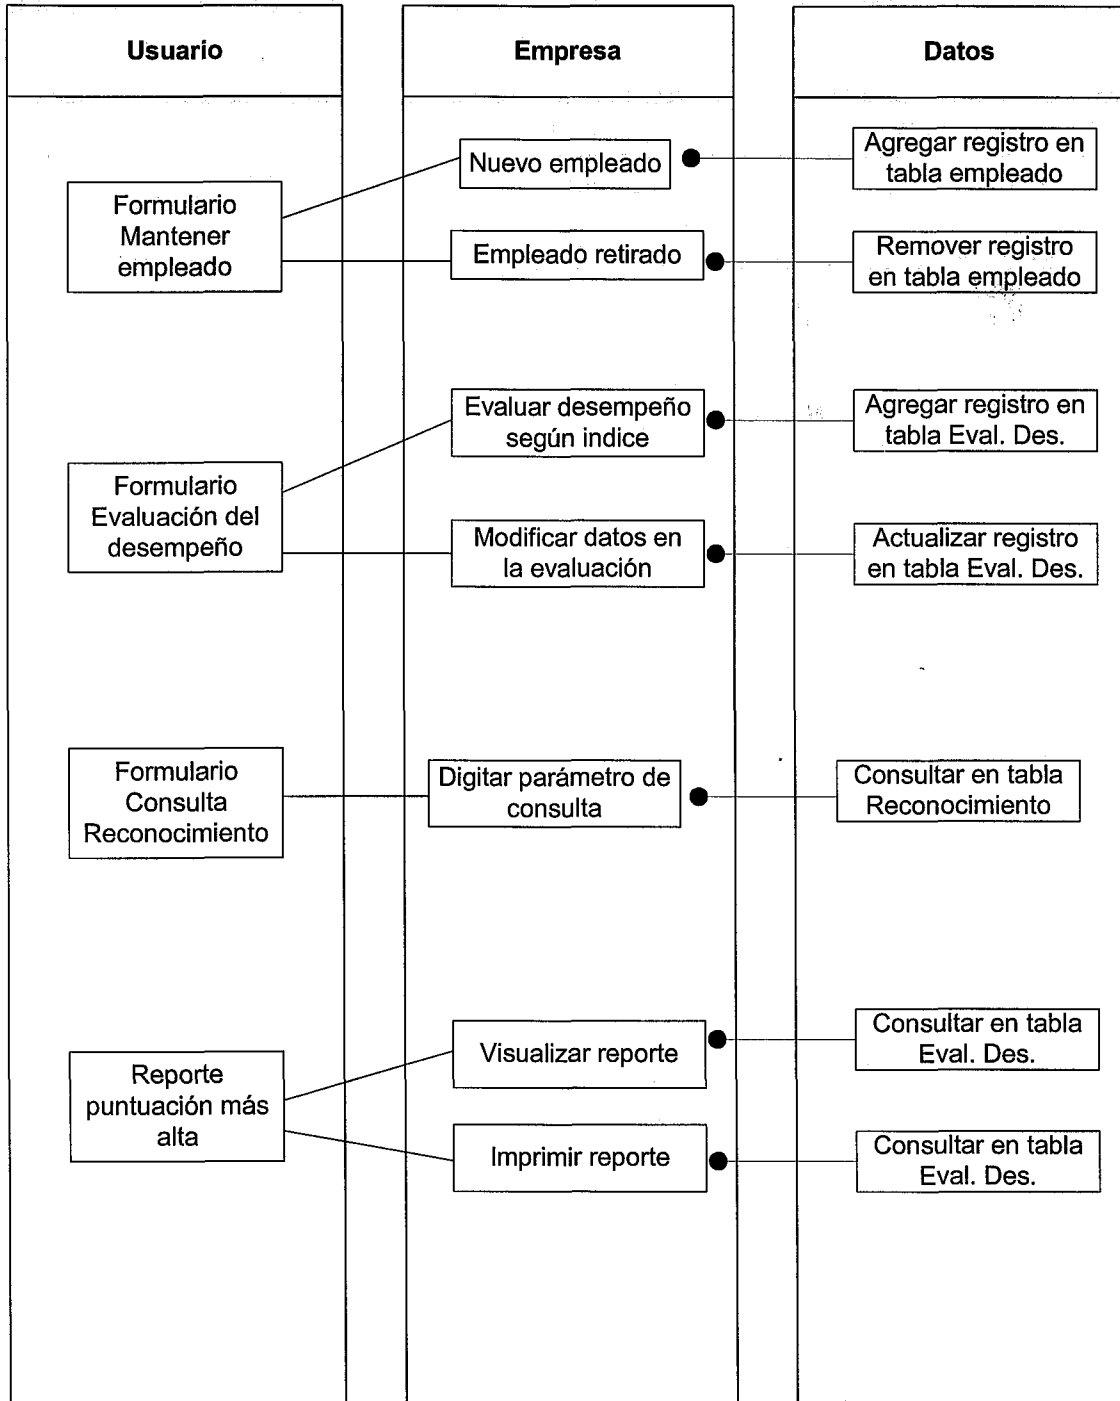 Usuario
Empresa
Datos
Formulario
Mantener
empleado
Nuevo empleado
Agregar registro en
tabla empleado
Empleado retirado
Remover registro
en tabla empleado
Formulario
Evaluación del
desempeño
Evaluar desempeño
según indice
Agregar registro en
tabla Eval. Des.
Modificar datos en
la evaluación
Actualizar registro
en tabla Eval. Des.
Formulario
Consulta
Reconocimiento
Digitar parámetro de
consulta
Consultar en tabla
Reconocimiento
Reporte
puntuación más
alta
Visualizar reporte
Consultar en tabla
Eval. Des.
Imprimir reporte
Consultar en tabla
Eval. Des.